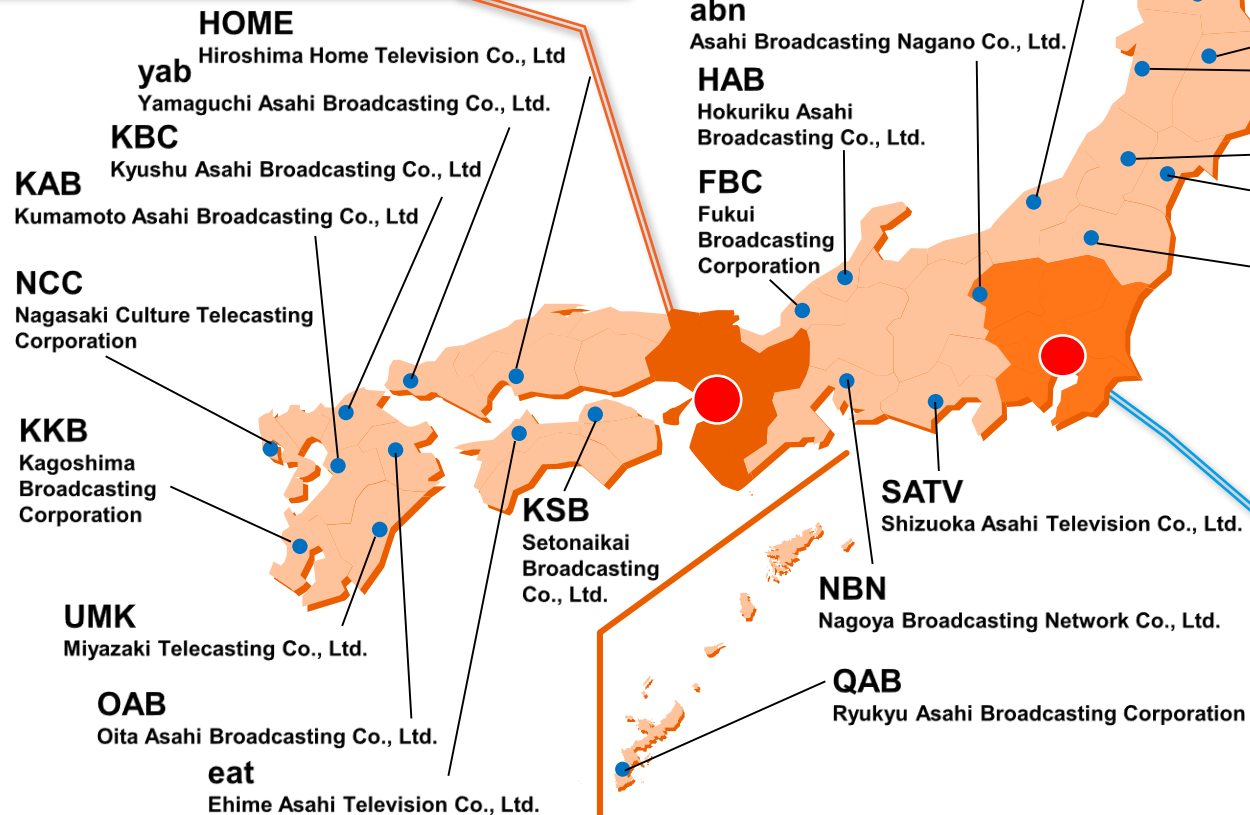 HOME
Hiroshima Home Television Co., Ltd
yab
Yamaguchi Asahi Broadcasting Co., Ltd.
KBC
Kyushu Asahi Broadcasting Co., Ltd
KAB
Kumamoto Asahi Broadcasting Co., Ltd
NCC
Nagasaki Culture Telecasting
Corporation
KKB
Kagoshima
Broadcasting
Corporation
UMK
Miyazaki Telecasting Co., Ltd.
OAB
Oita Asahi Broadcasting Co., Ltd.
eat
Ehime Asahi Television Co., Ltd.
KSB
Setonaikai
Broadcasting
Co., Ltd.
abn
Asahi Broadcasting Nagano Co., Ltd.
HAB
Hokuriku Asahi
Broadcasting Co., Ltd.
FBC
Fukui
Broadcasting
Corporation
SATV
Shizuoka Asahi Television Co., Ltd.
NBN
Nagoya Broadcasting Network Co., Ltd.
QAB
Ryukyu Asahi Broadcasting Corporation